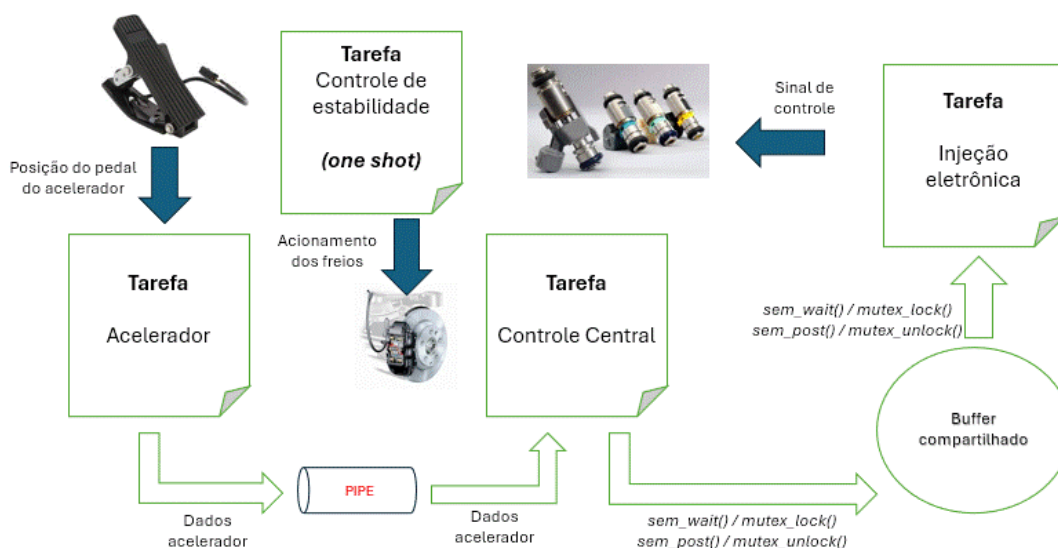 Posição do pedal
do acelerador
Tarefa
Acelerador
Tarefa
Controle de
estabilidade
(one shot)
Acionamento
dos freios
Tarefa
Controle Central
Sinal de
controle
Tarefa
Injeção
eletrônica
sem_wait() / mutex_lock()
sem_post() / mutex_unlock()
Buffer
compartilhado
Dados
acelerador
PIPE
Dados
acelerador
sem_wait() / mutex_lock()
sem_post() / mutex_unlock()